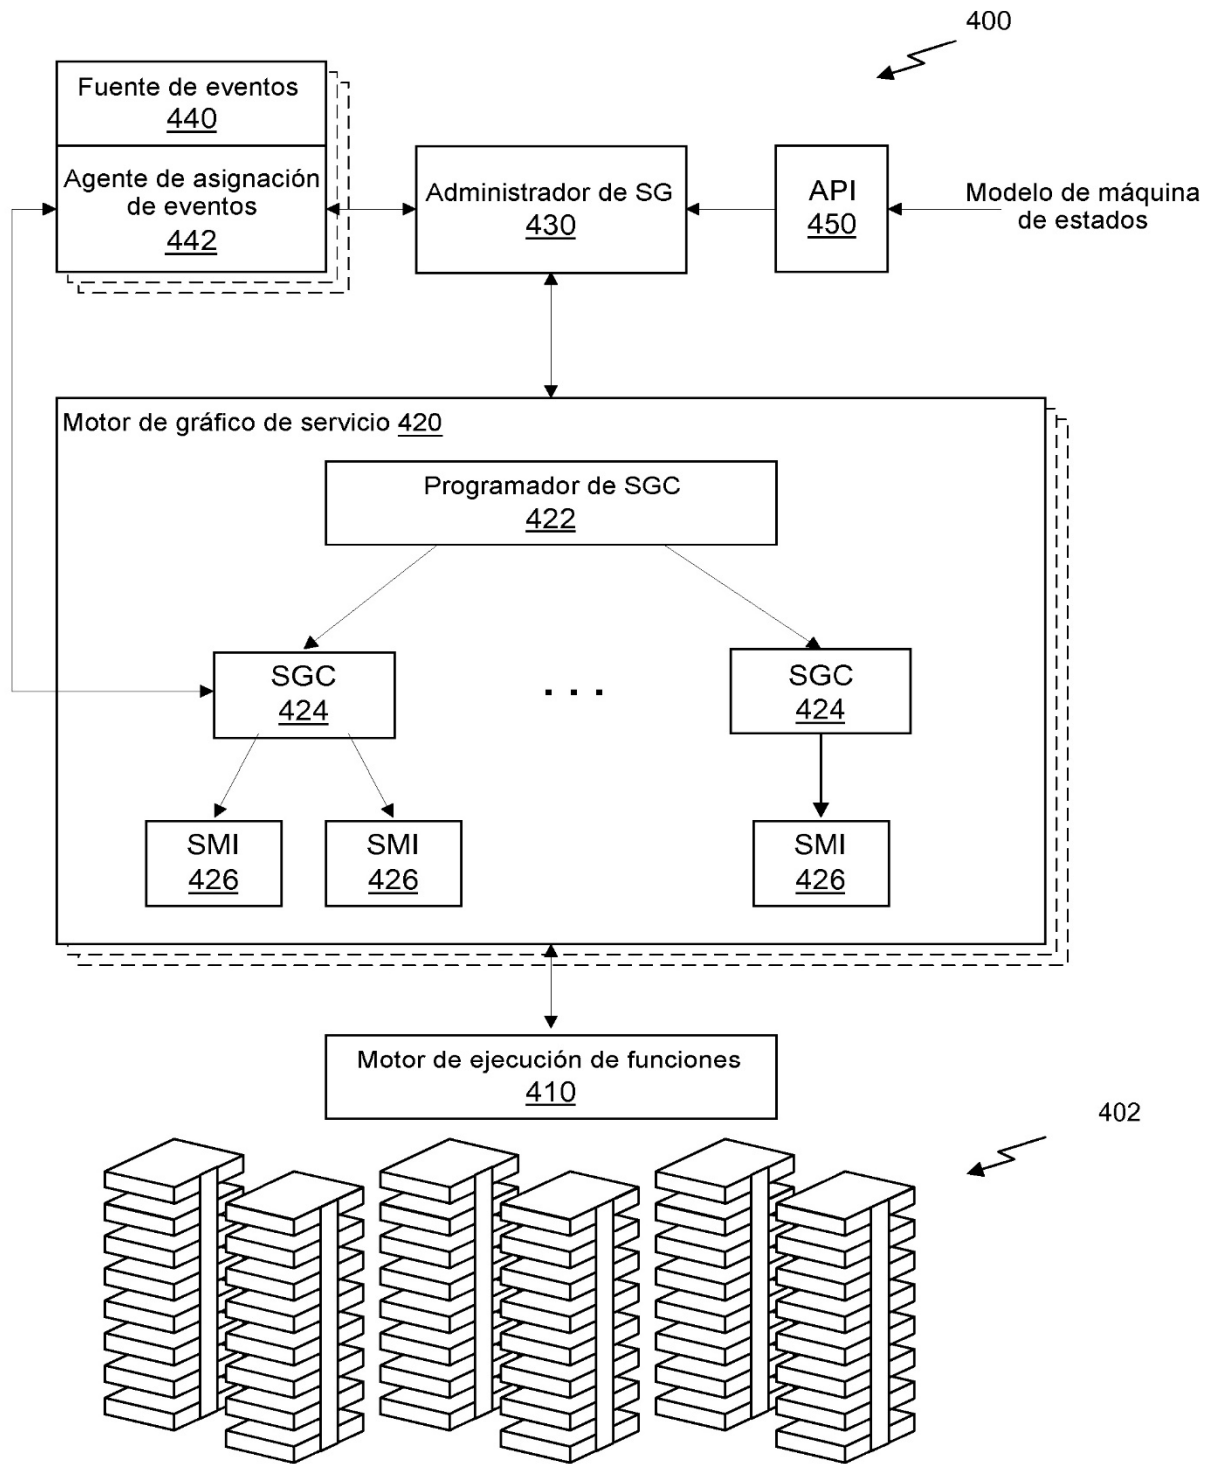 400
Fuente de eventos
440
Agente de asignación
de eventos
442
Administrador de SG
430
API
450
Modelo de máquina
de estados
Motor de gráfico de servicio 420
Programador de SGC
422
SGC
424
. . .
SGC
424
SMI
426
SMI
426
SMI
426
Motor de ejecución de funciones
410
402